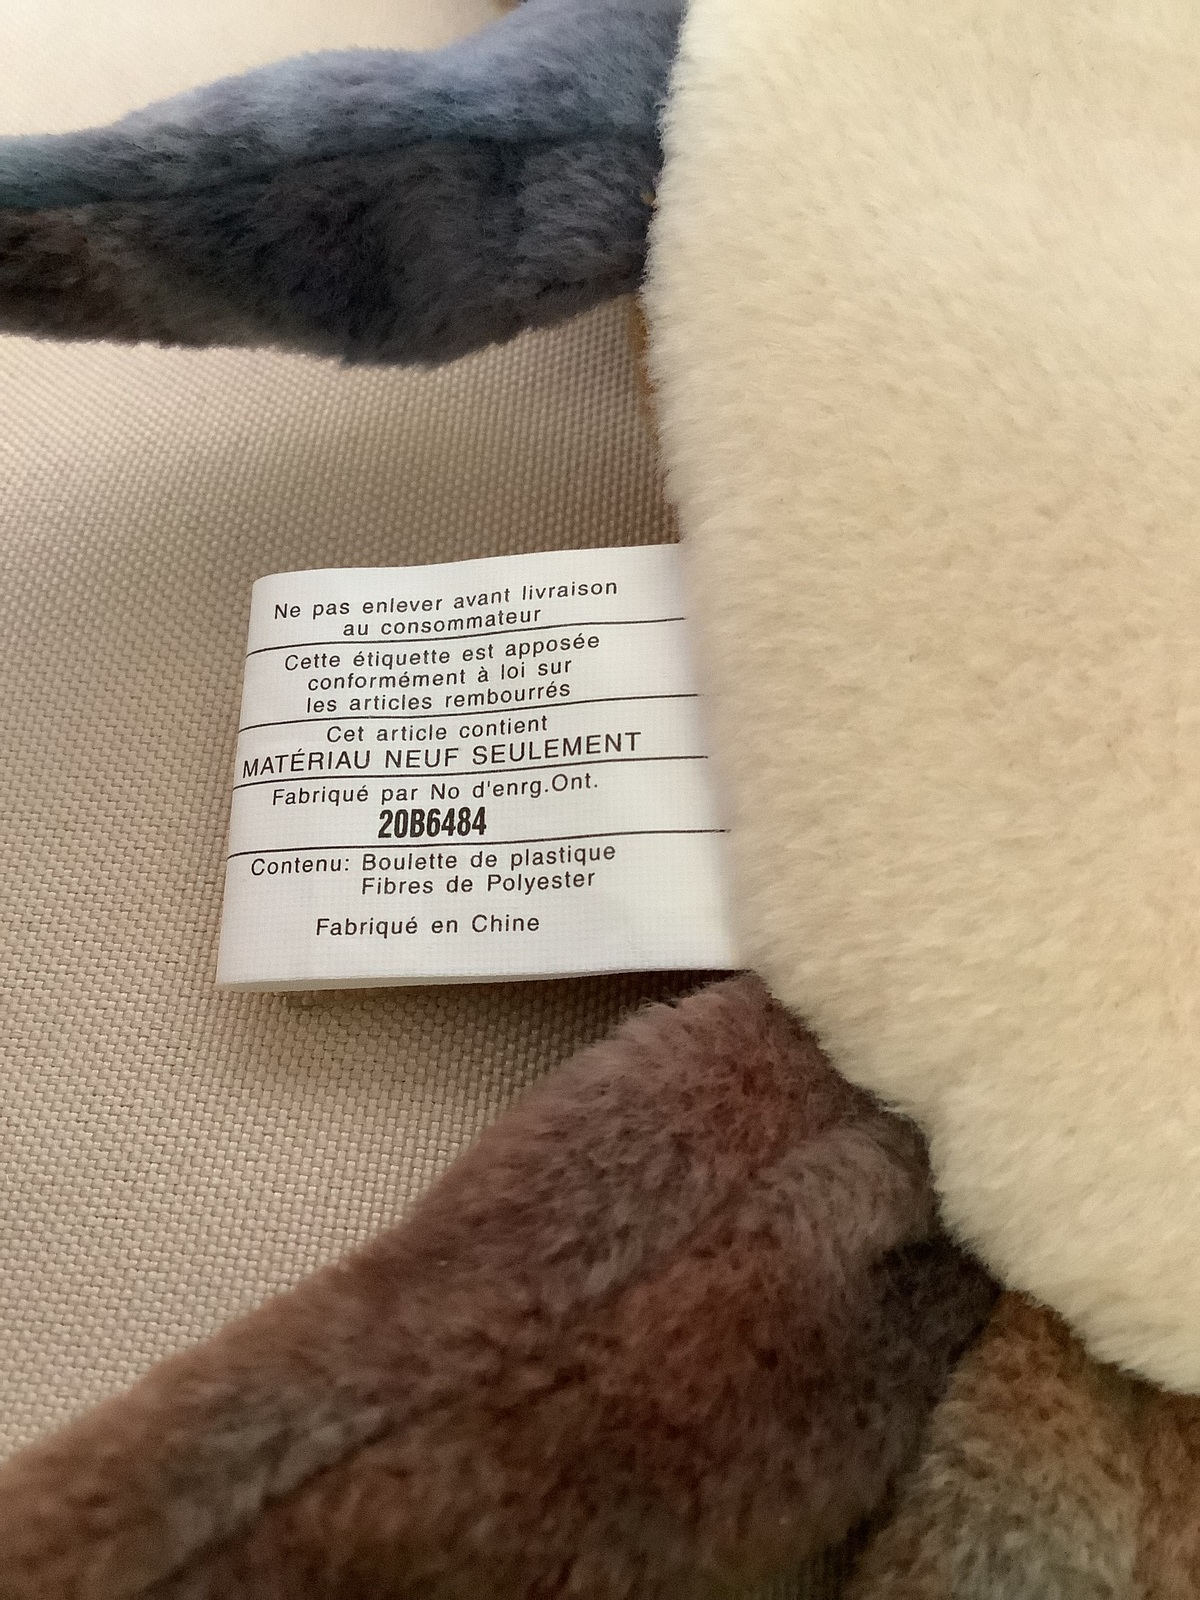 Ne pas enlever avant livraison
au consommateur
Cette étiquette est apposée
conformément à loi sur
les articles rembourrés
Cet article contient
MATÉRIAU NEUF SEULEMENT
Fabriqué par No d'enrg.Ont.
20B6484
Contenu: Boulette de plastique
Fibres de Polyester
Fabriqué en Chine